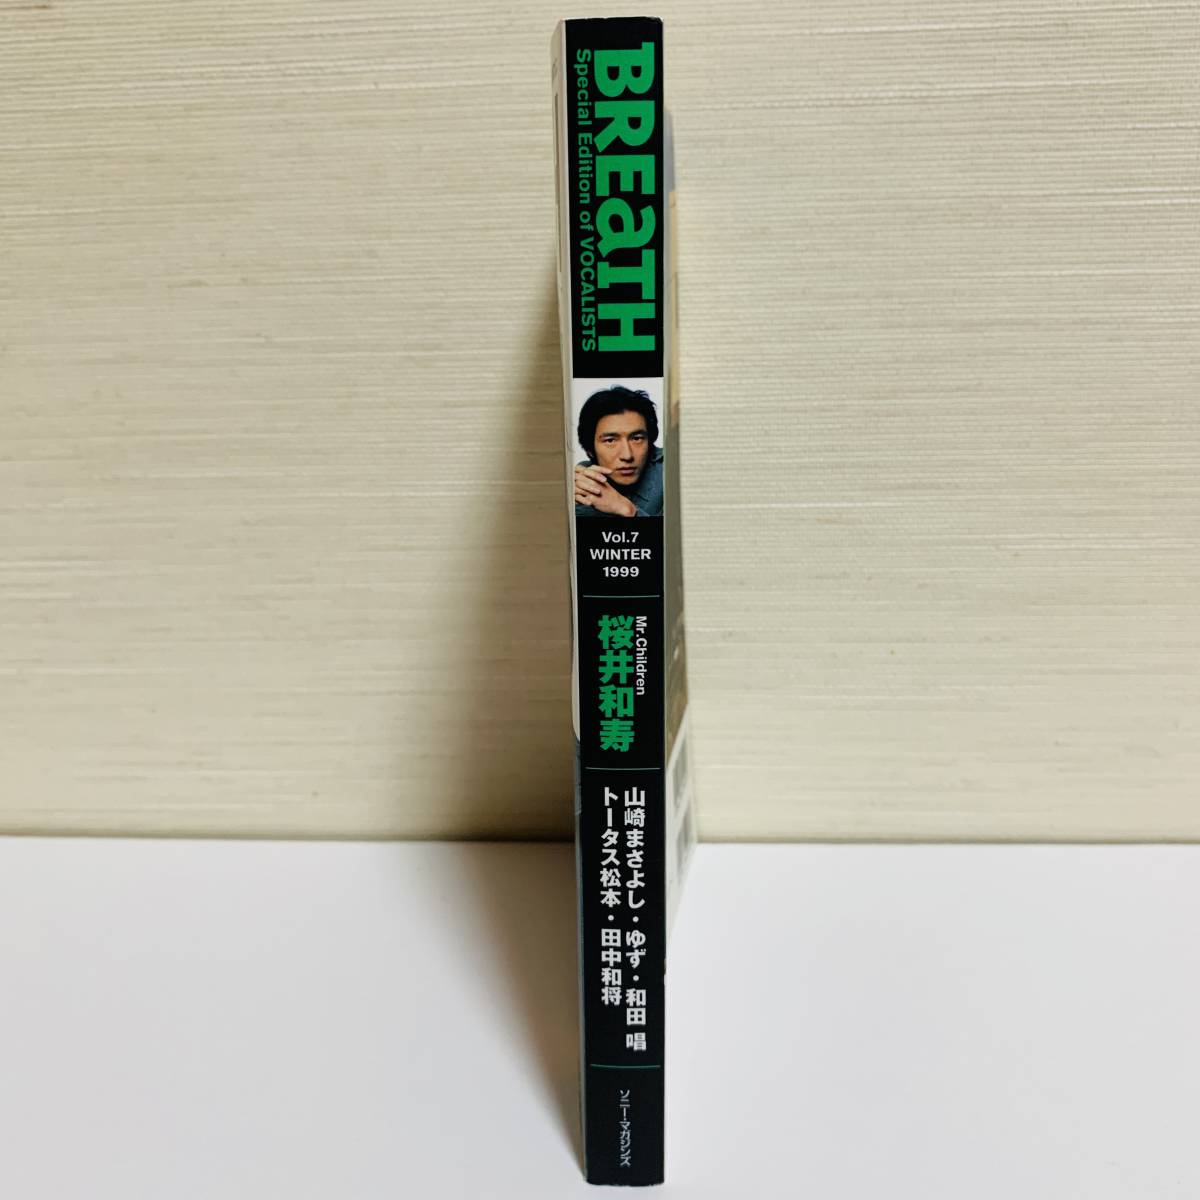 BREaTH
Special Edition of VOCALISTS
Vol.7
WINTER
1999
Mr.Children
桜井和寿
山崎まさよし・ゆず・和田 唱
トータス松本・田中和将
ソニー・マガジンズ